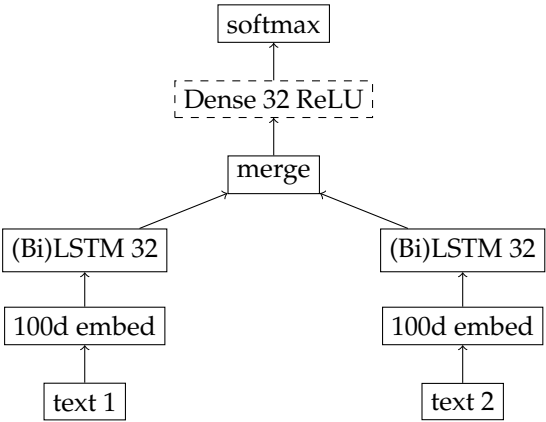 softmax
Dense 32 ReLU
merge
(Bi)LSTM 32
(Bi)LSTM 32
100d embed
100d embed
text 1
text 2